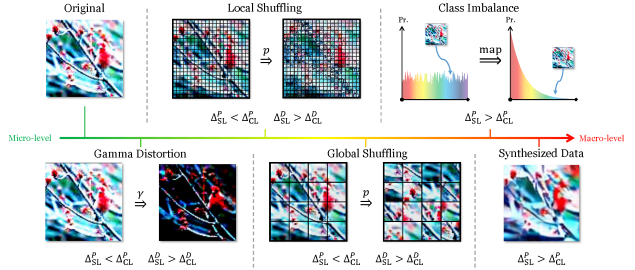 Original
Local Shuffling
Class Imbalance
p
⇒
Pr.
map
⇒
Pr.
Δ^P_SL < Δ^P_CL Δ^D_SL > Δ^D_CL
Δ^P_SL > Δ^P_CL
Micro-level
Macro-level
Gamma Distortion
Global Shuffling
Synthesized Data
γ
⇒
p
⇒
Δ^P_SL < Δ^P_CL Δ^D_SL > Δ^D_CL
Δ^P_SL < Δ^P_CL Δ^D_SL > Δ^D_CL
Δ^P_SL > Δ^P_CL